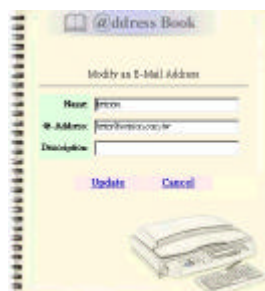 @ddress Book
Modify an E-Mail Address
Name:
@-Address:
Description:
Update Cancel